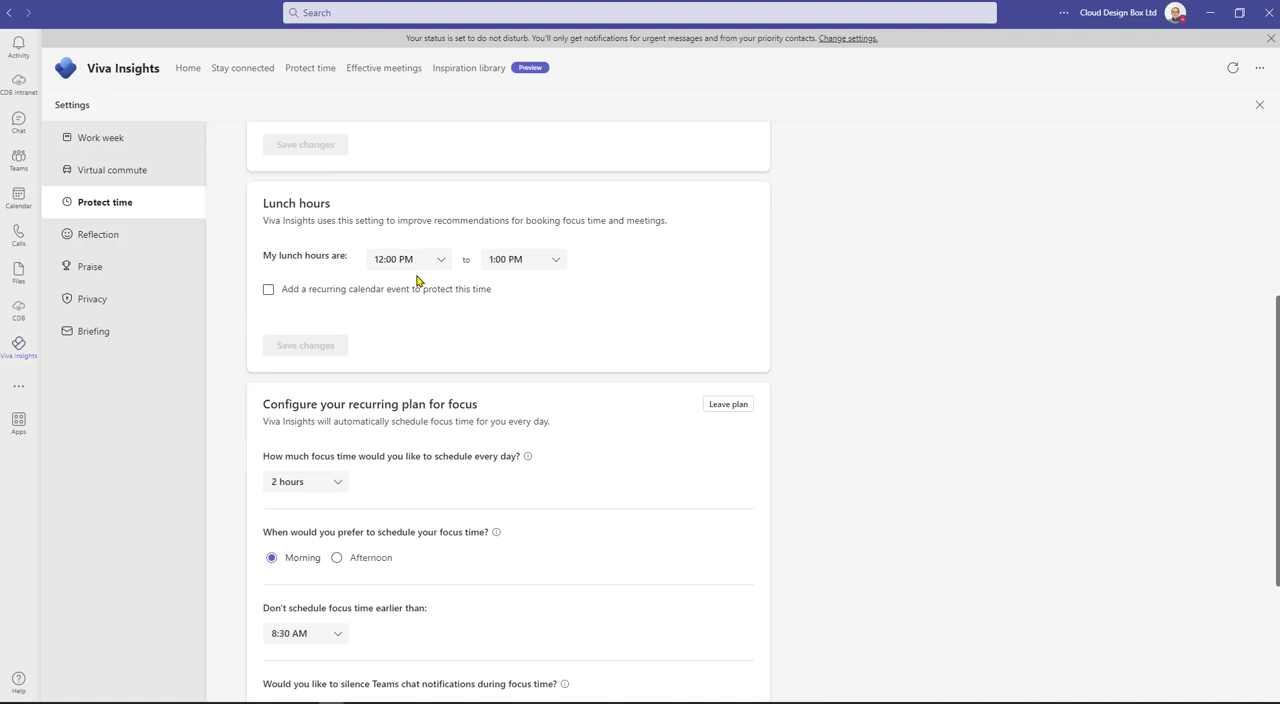 Search
Cloud Design Box Ltd
Your status is set to do not disturb. You'll only get notifications for urgent messages and from your priority contacts. Change settings.
Activity
CDB Intranet
Chat
Teams
Calendar
Calls
Files
CDB
Viva Insights
Apps
Help
Viva Insights
Home
Stay connected
Protect time
Effective meetings
Inspiration library
Preview
Settings
Work week
Virtual commute
Protect time
Reflection
Praise
Privacy
Briefing
Save changes
Lunch hours
Viva Insights uses this setting to improve recommendations for booking focus time and meetings.
My lunch hours are: 12:00 PM to 1:00 PM
Add a recurring calendar event to protect this time
Save changes
Configure your recurring plan for focus
Leave plan
Viva Insights will automatically schedule focus time for you every day.
How much focus time would you like to schedule every day?
2 hours
When would you prefer to schedule your focus time?
Morning Afternoon
Don't schedule focus time earlier than:
8:30 AM
Would you like to silence Teams chat notifications during focus time?